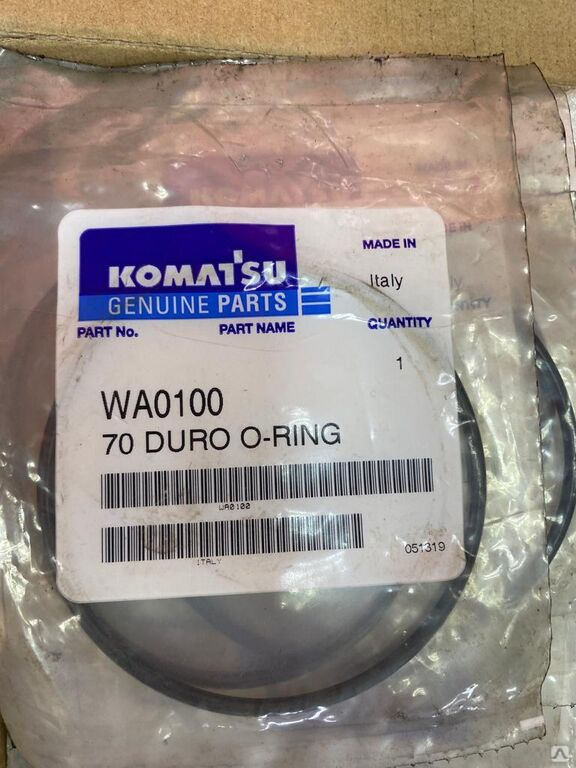 KOMATSU
GENUINE PARTS
MADE IN
Italy
PART No.
PART NAME
QUANTITY
1
WA0100
70 DURO O-RING
WA0100
ITALY
051319